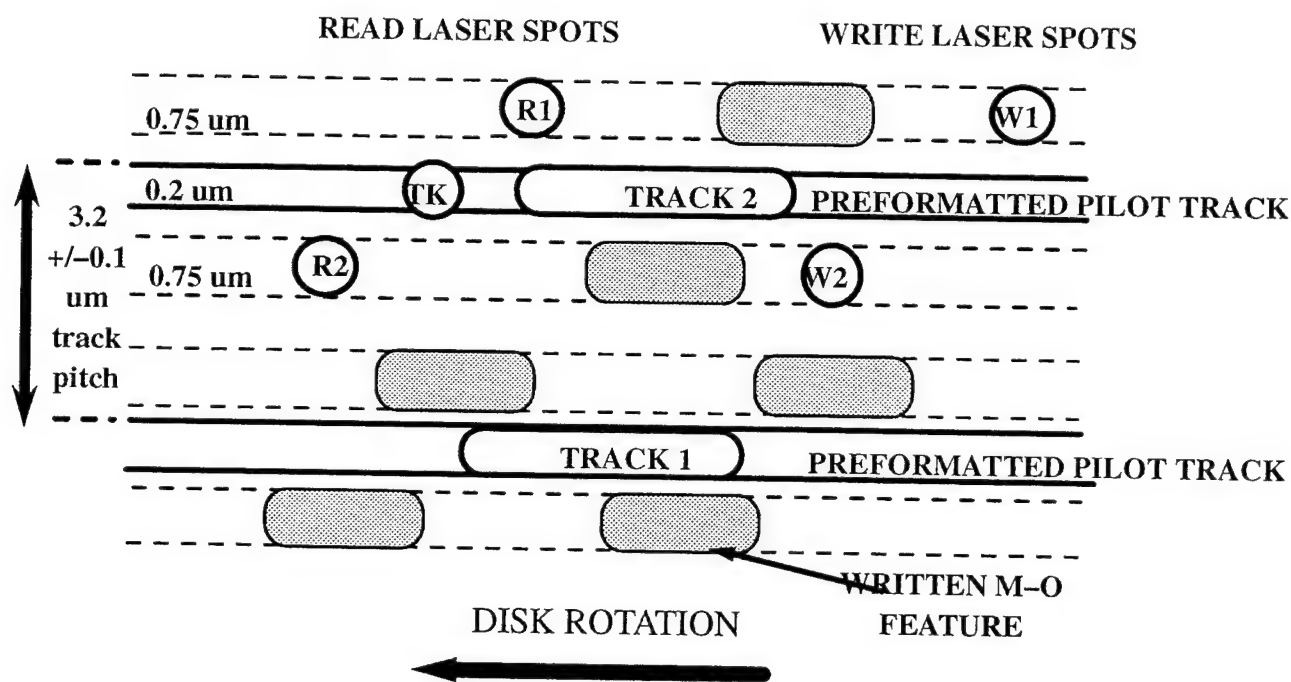 READ LASER SPOTS
WRITE LASER SPOTS
0.75 um
R1
W1
0.2 um
TK
TRACK 2
PREFORMATTED PILOT TRACK
3.2
+/–0.1
um
track
pitch
0.75 um
R2
W2
TRACK 1
PREFORMATTED PILOT TRACK
WRITTEN M–O
FEATURE
DISK ROTATION